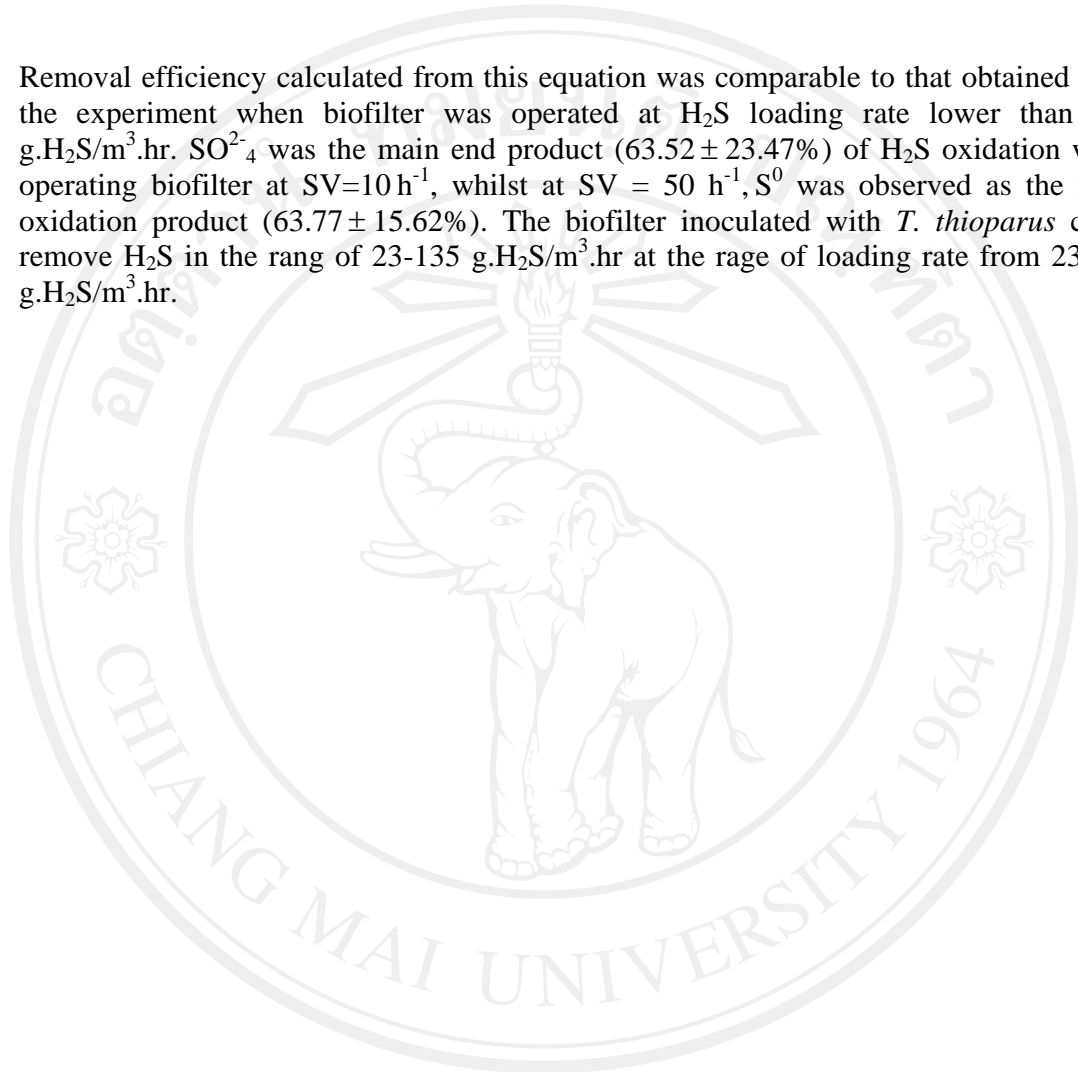 Removal efficiency calculated from this equation was comparable to that obtained
the experiment when biofilter was operated at H₂S loading rate lower than
g.H₂S/m³.hr. SO²⁻₄ was the main end product (63.52 ± 23.47%) of H₂S oxidation
operating biofilter at SV=10 h⁻¹, whilst at SV = 50 h⁻¹, S⁰ was observed as the
oxidation product (63.77 ± 15.62%). The biofilter inoculated with T. thioparus
remove H₂S in the rang of 23-135 g.H₂S/m³.hr at the rage of loading rate from 23
g.H₂S/m³.hr.
CHIANG MAI UNIVERSITY 1964